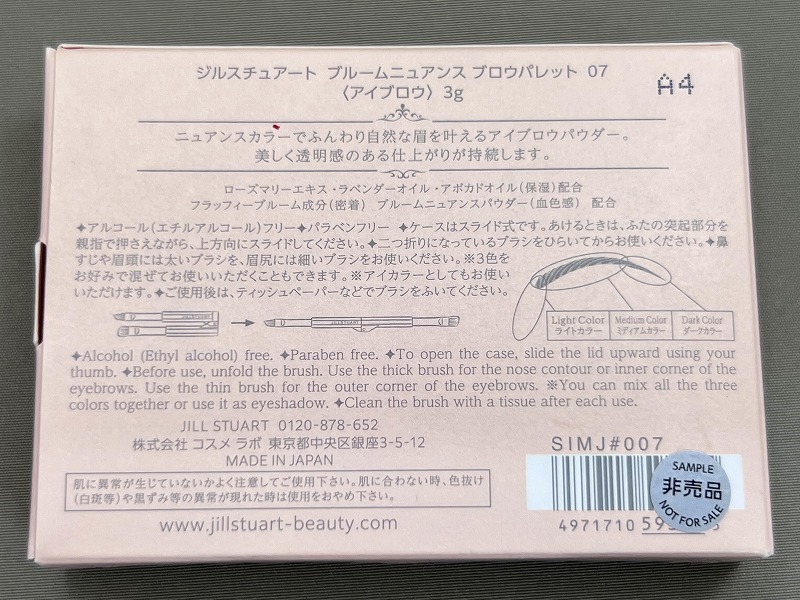 ジルスチュアート ブルームニュアンス ブロウパレット 07
〈アイブロウ〉 3g
A4
ニュアンスカラーでふんわり自然な眉を叶えるアイブロウパウダー。
美しく透明感のある仕上がりが持続します。
ローズマリーエキス・ラベンダーオイル・アボカドオイル(保湿)配合
フラッフィーブルーム成分(密着) ブルームニュアンスパウダー(血色感) 配合
✦アルコール(エチルアルコール)フリー✦パラベンフリー ✦ケースはスライド式です。あけるときは、ふたの突起部分を
親指で押さえながら、上方向にスライドしてください。✦二つ折りになっているブラシをひらいてからお使いください。✦鼻
すじや眉頭には太いブラシを、眉尻には細いブラシをお使いください。※3色を
お好みで混ぜてお使いいただくこともできます。※アイカラーとしてもお使い
いただけます。✦ご使用後は、ティッシュペーパーなどでブラシをふいてください。
JILLSTUART
Light Color
ライトカラー
Medium Color
ミディアムカラー
Dark Color
ダークカラー
✦Alcohol (Ethyl alcohol) free. ✦Paraben free. ✦To open the case, slide the lid upward using your
thumb. ✦Before use, unfold the brush. Use the thick brush for the nose contour or inner corner of the
eyebrows. Use the thin brush for the outer corner of the eyebrows. ※You can mix all the three
colors together or use it as eyeshadow. ✦Clean the brush with a tissue after each use.
JILL STUART 0120-878-652
株式会社 コスメ ラボ 東京都中央区銀座3-5-12
MADE IN JAPAN
肌に異常が生じていないかよく注意してご使用下さい。肌に合わない時、色抜け
(白斑等)や黒ずみ等の異常が現れた時は使用をおやめ下さい。
www.jillstuart-beauty.com
SIMJ#007
SAMPLE
非売品
NOT FOR SALE
4971710